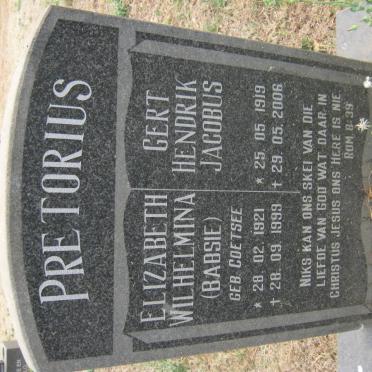 PRETORIUS
ELIZABETH
WILHELMINA
(BABSIE)
GEB. COETSEE
* 28. 02. 1921
† 28. 09. 1999
GERT
HENDRIK
JACOBUS
* 25. 05. 1919
† 29. 05. 2006
NIKS KAN ONS SKEI VAN DIE
LIEFDE VAN GOD WAT DAAR IN
CHRISTUS JESUS ONS HERE IS NIE.
ROM 8:39